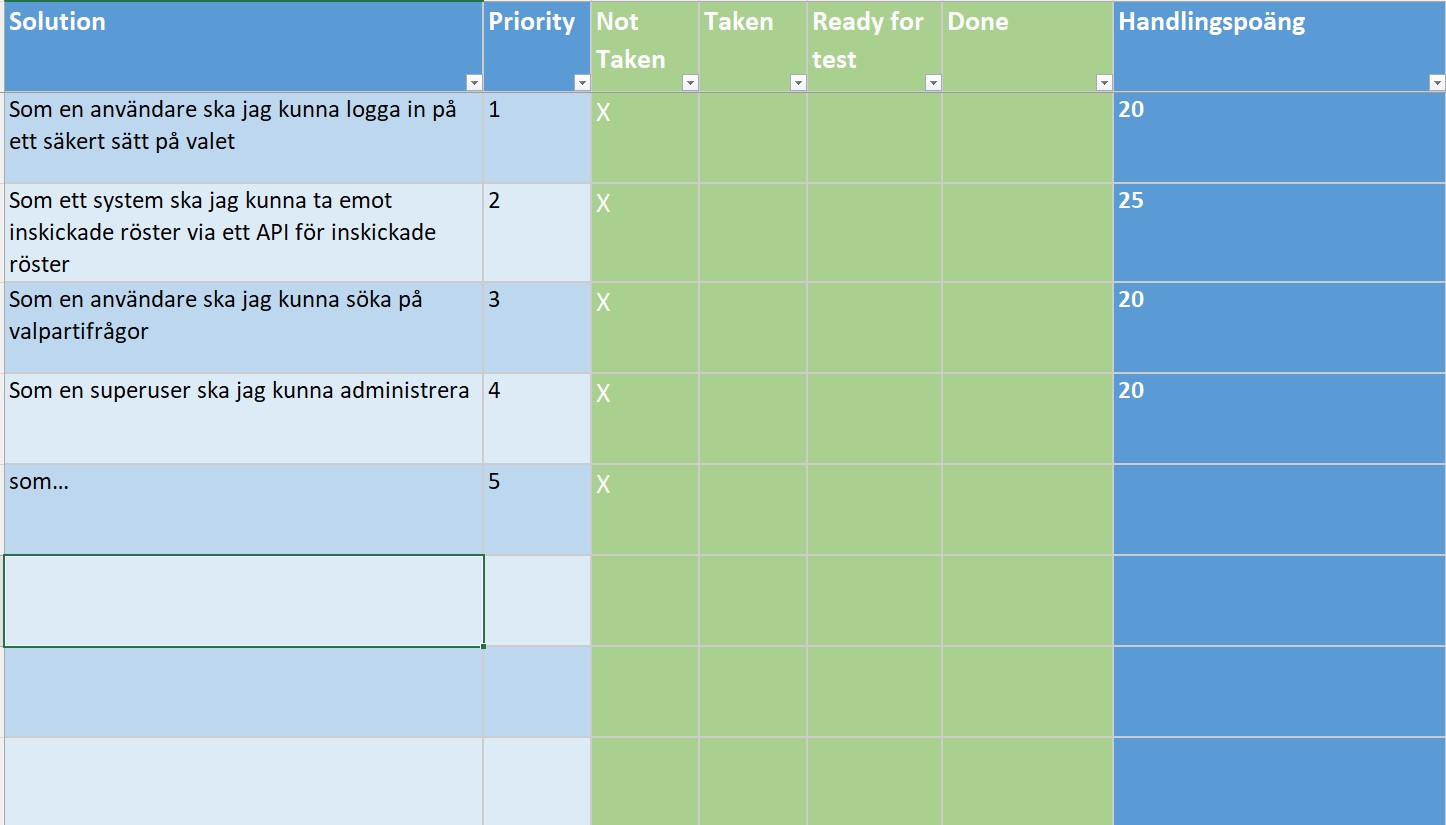 Solution Priority Not Taken Ready for Done Handlingspoäng
Taken test
Som en användare ska jag kunna logga in på 1 X 20
ett säkert sätt på valet
Som ett system ska jag kunna ta emot 2 X 25
inskickade röster via ett API för inskickade
röster
Som en användare ska jag kunna söka på 3 X 20
valpartifrågor
Som en superuser ska jag kunna administrera 4 X 20
som... 5 X